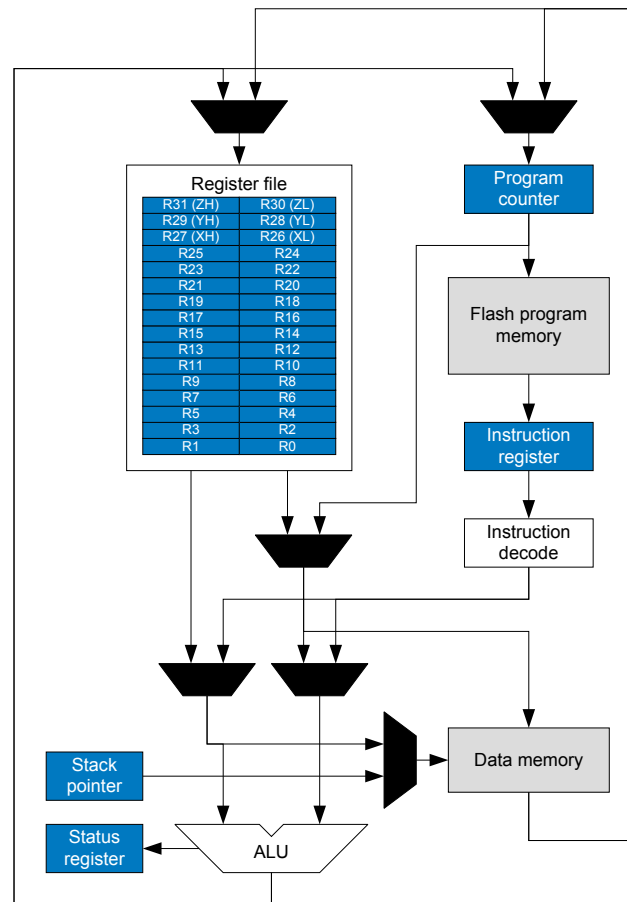 Register file
R31 (ZH) R30 (ZL)
R29 (YH) R28 (YL)
R27 (XH) R26 (XL)
R25 R24
R23 R22
R21 R20
R19 R18
R17 R16
R15 R14
R13 R12
R11 R10
R9 R8
R7 R6
R5 R4
R3 R2
R1 R0
Program
counter
Flash program
memory
Instruction
register
Instruction
decode
Stack
pointer
Data memory
Status
register
ALU